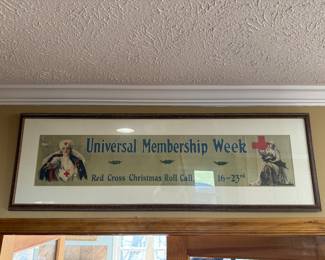 Universal Membership Week
Red Cross Christmas Roll Call 16-23rd